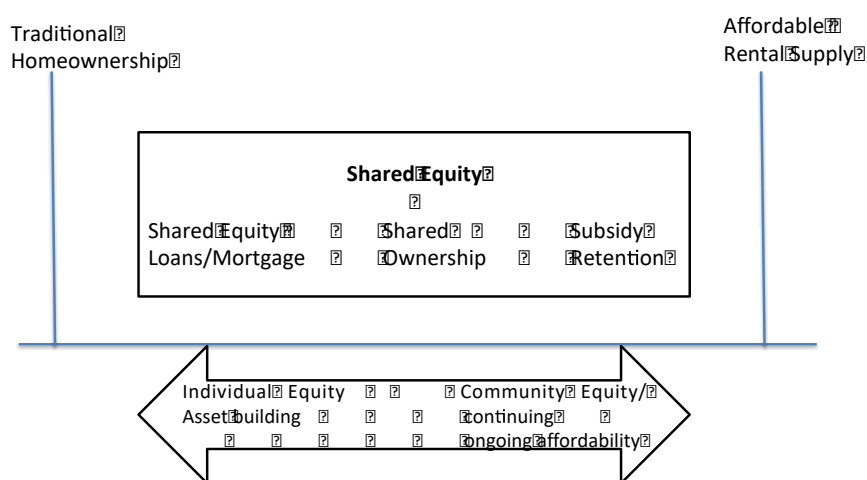 Traditional
Homeownership
Affordable
Rental Supply
Shared Equity
Shared Equity Shared Subsidy
Loans/Mortgage Ownership Retention
Individual Equity Community Equity/
Asset building continuing
ongoing affordability